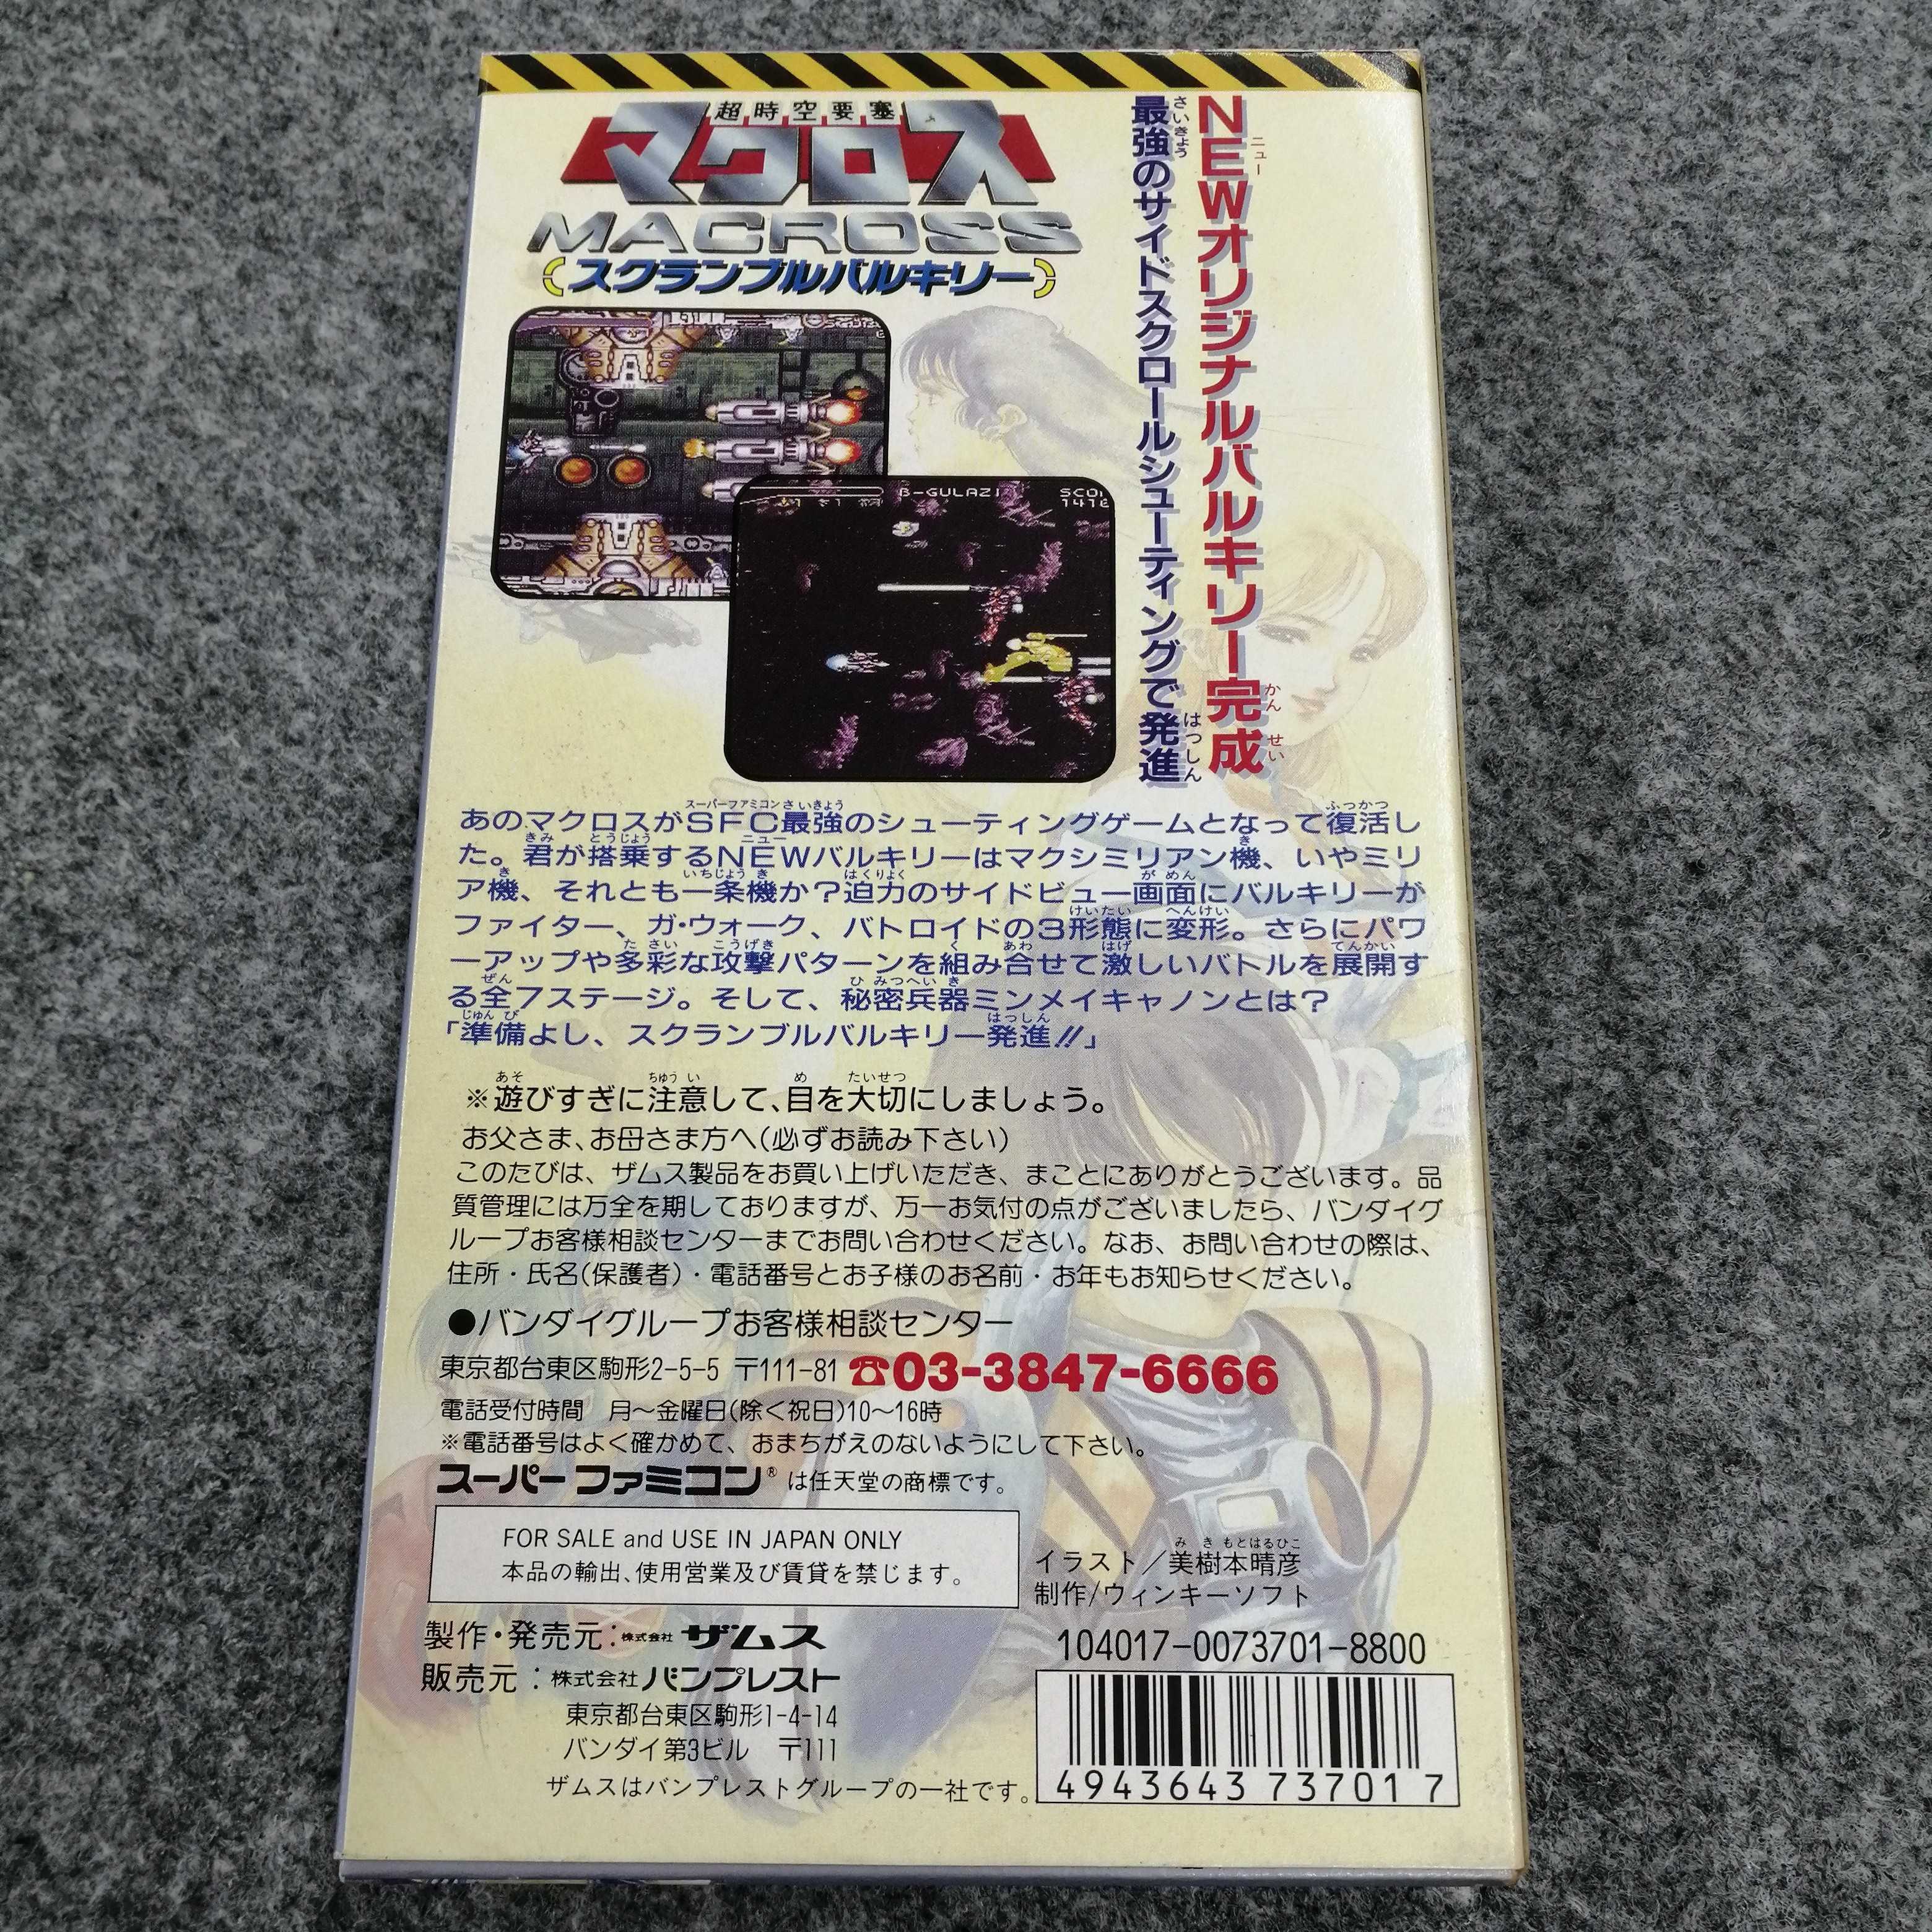 超時空要塞
マクロス
MACROSS
スクランブルバルキリー
NEWオリジナルバルキリー完成
最強のサイドスクロールシューティングで発進
B-GULAZI
あのマクロスがSFC最強のシューティングゲームとなって復活し
た。君が搭乗するNEWバルキリーはマクシミリアン機、いやミリ
ア機、それとも一条機か?迫力のサイドビュー画面にバルキリーが
ファイター、ガ・ウォーク、バトロイドの3形態に変形。さらにパワ
ーアップや多彩な攻撃パターンを組み合せて激しいバトルを展開す
る全7ステージ。そして、秘密兵器ミンメイキャノンとは?
「準備よし、スクランブルバルキリー発進!!」
※遊びすぎに注意して、目を大切にしましょう。
お父さま、お母さま方へ(必ずお読み下さい)
このたびは、ザムス製品をお買い上げいただき、まことにありがとうございます。品
質管理には万全を期しておりますが、万一お気付の点がございましたら、バンダイグ
ループお客様相談センターまでお問い合わせください。なお、お問い合わせの際は、
住所・氏名(保護者)・電話番号とお子様のお名前・お年もお知らせください。
●バンダイグループお客様相談センター
東京都台東区駒形2-5-5 〒111-81 ☎03-3847-6666
電話受付時間 月〜金曜日(除く祝日)10〜16時
※電話番号はよく確かめて、おまちがえのないようにして下さい。
スーパーファミコン® は任天堂の商標です。
FOR SALE and USE IN JAPAN ONLY
本品の輸出、使用営業及び賃貸を禁じます。
イラスト/美樹本晴彦
制作/ウィンキーソフト
製作・発売元:株式会社 ザムス
販売元:株式会社 バンプレスト
東京都台東区駒形1-4-14
バンダイ第3ビル 〒111
ザムスはバンプレストグループの一社です。
104017-0073701-8800
4943643737017